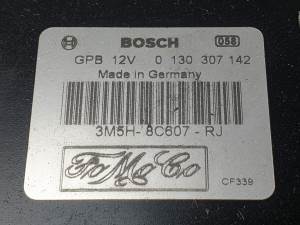 BOSCH 058
GPB 12V 0 130 307 142
Made in Germany
3M5H- 8C607 - RJ
FoMoCo
CF339